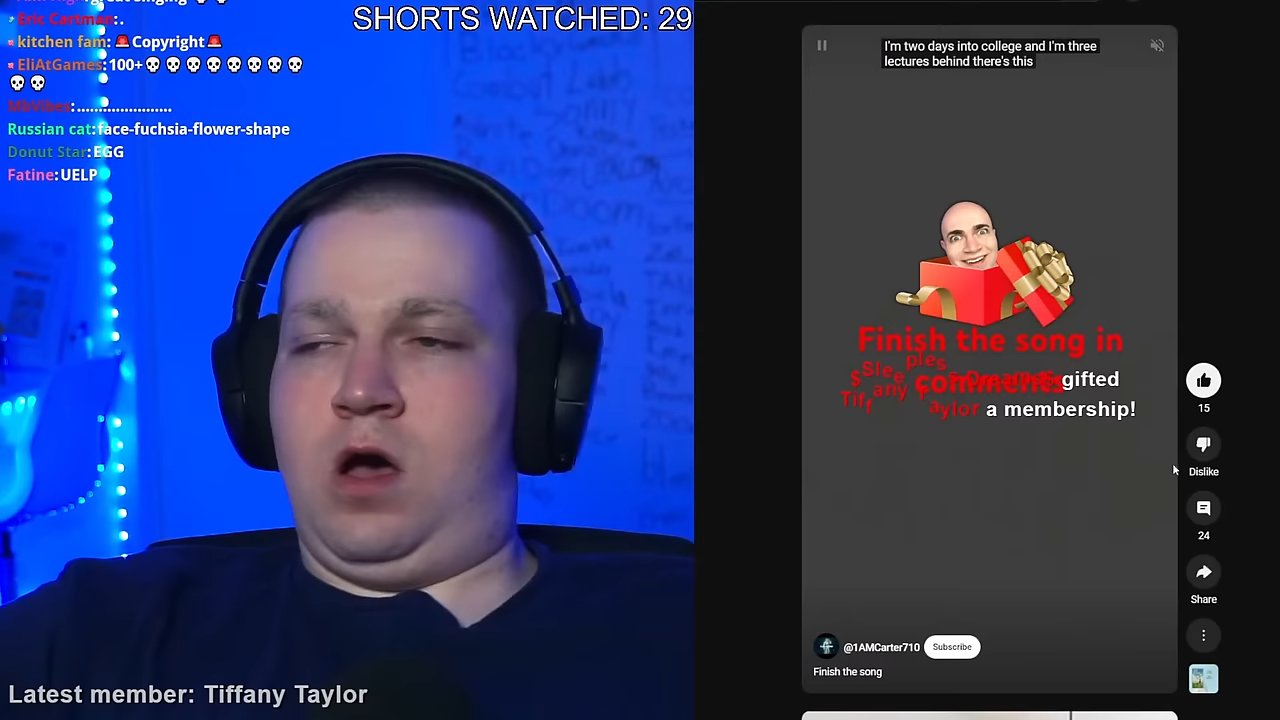 SHORTS WATCHED: 29
Eric Cartman: .
kitchen fam: 🚨Copyright🚨
EliAtGames: 100+💀💀💀💀💀💀💀💀
💀💀
MbVibes: ......................
Russian cat: face-fuchsia-flower-shape
Donut Star: EGG
Fatine: UELP
I'm two days into college and I'm three
lectures behind there's this
Finish the song in
comments
gifted
Tiffany Taylor a membership!
15
Dislike
24
Share
@1AMCarter710 Subscribe
Finish the song
Latest member: Tiffany Taylor